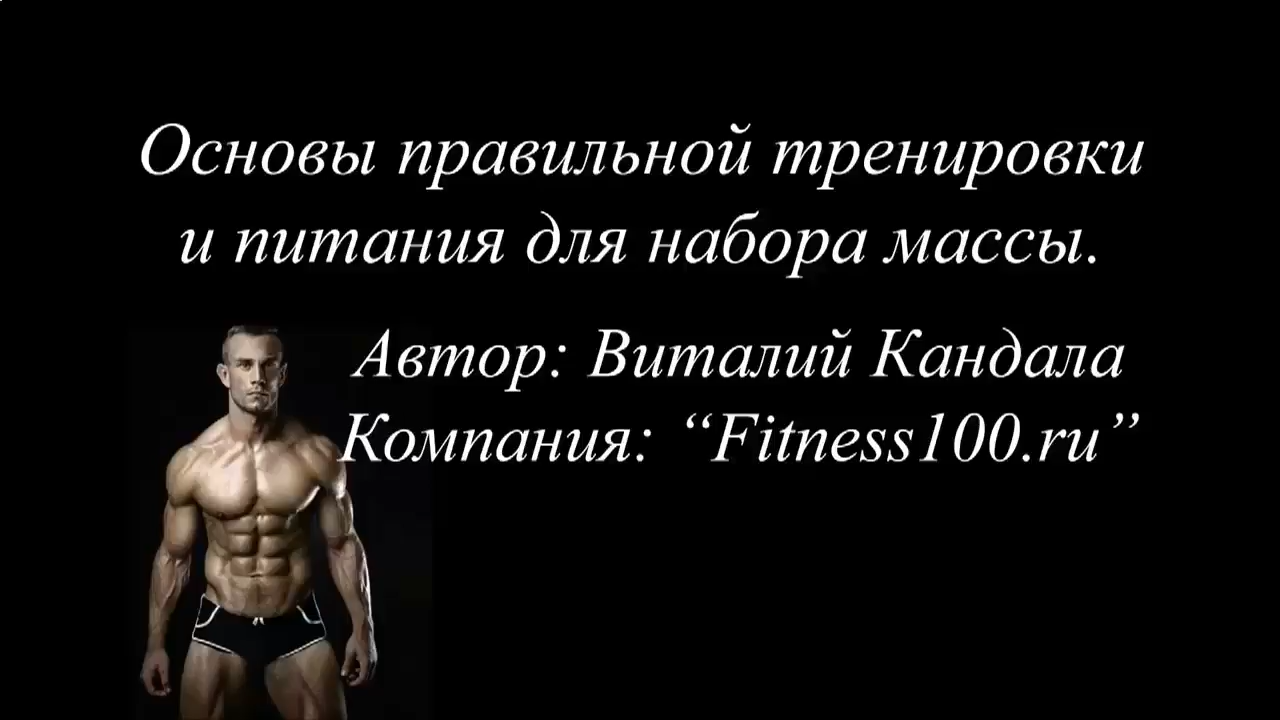 Основы правильной тренировки
и питания для набора массы.
Автор: Виталий Кандала
Компания: “Fitness100.ru”